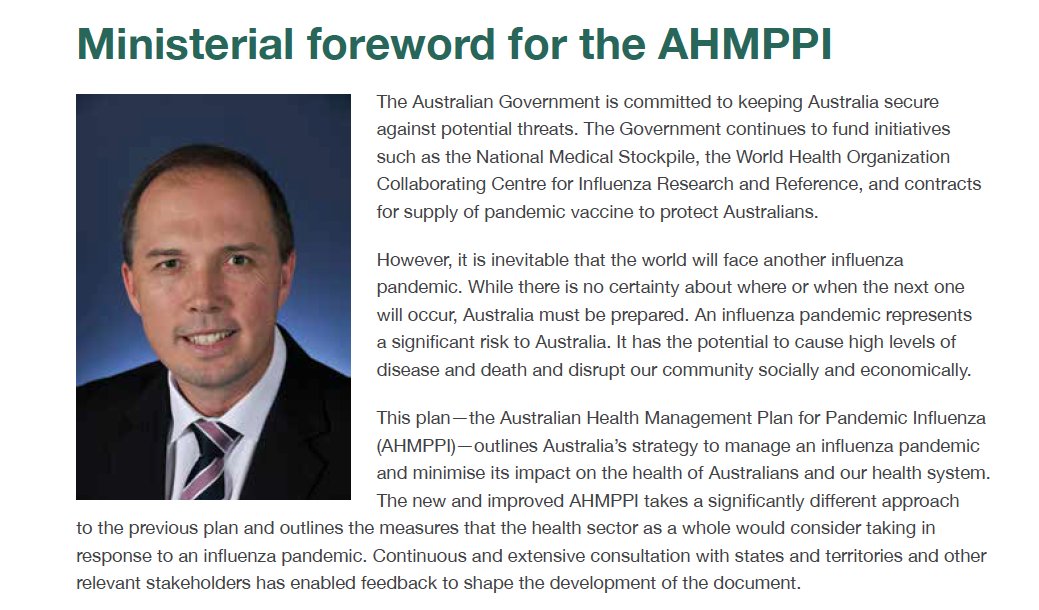 Ministerial foreword for the AHMPPI
The Australian Government is committed to keeping Australia secure
against potential threats. The Government continues to fund initiatives
such as the National Medical Stockpile, the World Health Organization
Collaborating Centre for Influenza Research and Reference, and contracts
for supply of pandemic vaccine to protect Australians.
However, it is inevitable that the world will face another influenza
pandemic. While there is no certainty about where or when the next one
will occur, Australia must be prepared. An influenza pandemic represents
a significant risk to Australia. It has the potential to cause high levels of
disease and death and disrupt our community socially and economically.
This plan—the Australian Health Management Plan for Pandemic Influenza
(AHMPPI)—outlines Australia’s strategy to manage an influenza pandemic
and minimise its impact on the health of Australians and our health system.
The new and improved AHMPPI takes a significantly different approach
to the previous plan and outlines the measures that the health sector as a whole would consider taking in
response to an influenza pandemic. Continuous and extensive consultation with states and territories and other
relevant stakeholders has enabled feedback to shape the development of the document.